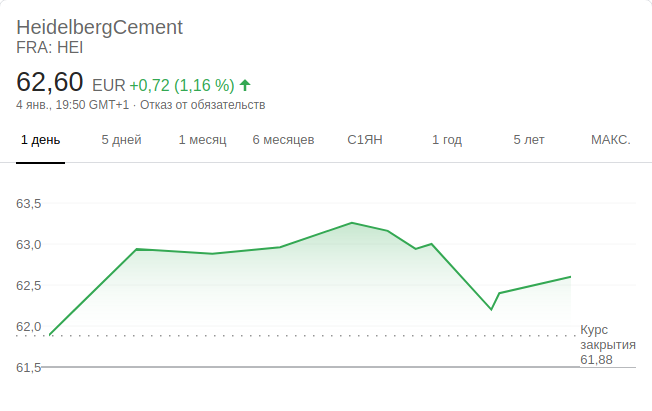 HeidelbergCement
FRA: HEI
62,60 EUR +0,72 (1,16 %)
4 янв., 19:50 GMT+1 · Отказ от обязательств
1 день 5 дней 1 месяц 6 месяцев С1ЯН 1 год 5 лет МАКС.
63,5
63,0
62,5
62,0
61,5
Курс
закрытия
61,88